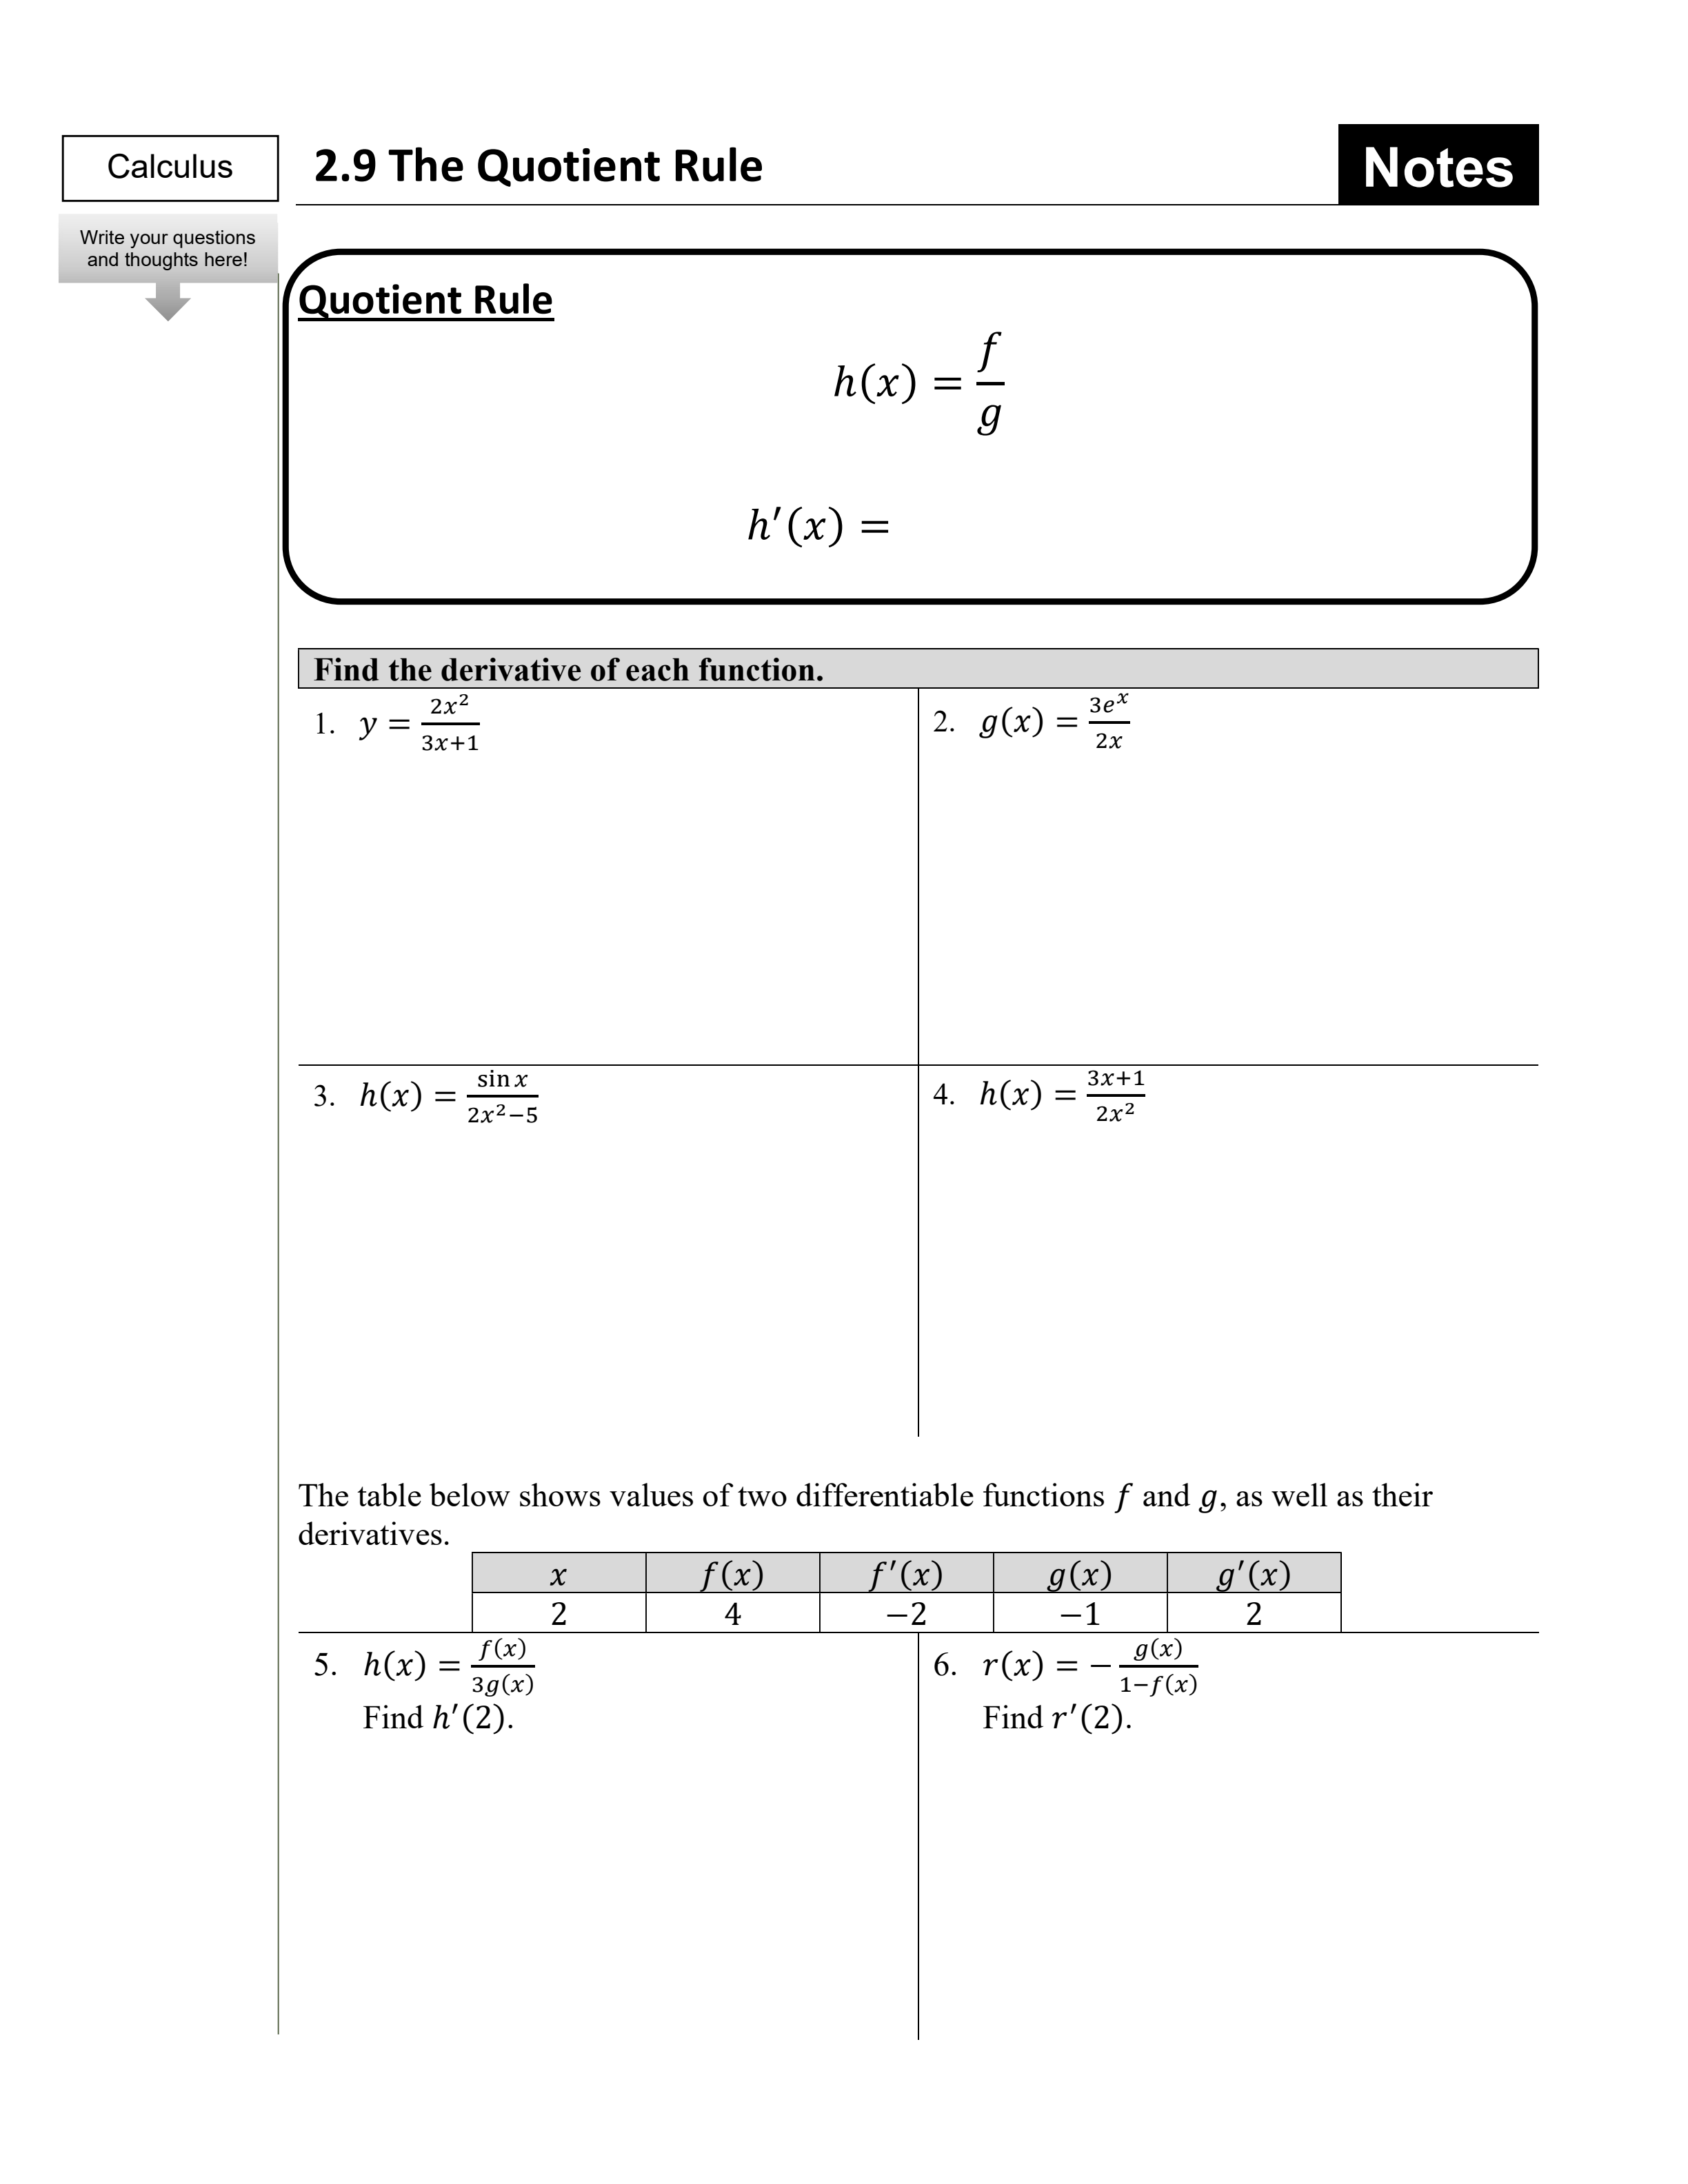 Calculus
2.9 The Quotient Rule
Notes
Write your questions
and thoughts here!
Quotient Rule
h(x) = f/g
h′(x) =
Find the derivative of each function.
1. y = 2x²/3x+1
2. g(x) = 3eˣ/2x
3. h(x) = sin x/2x²−5
4. h(x) = 3x+1/2x²
The table below shows values of two differentiable functions f and g, as well as their
derivatives.
x f(x) f′(x) g(x) g′(x)
2 4 −2 −1 2
5. h(x) = f(x)/3g(x)
Find h′(2).
6. r(x) = − g(x)/1−f(x)
Find r′(2).